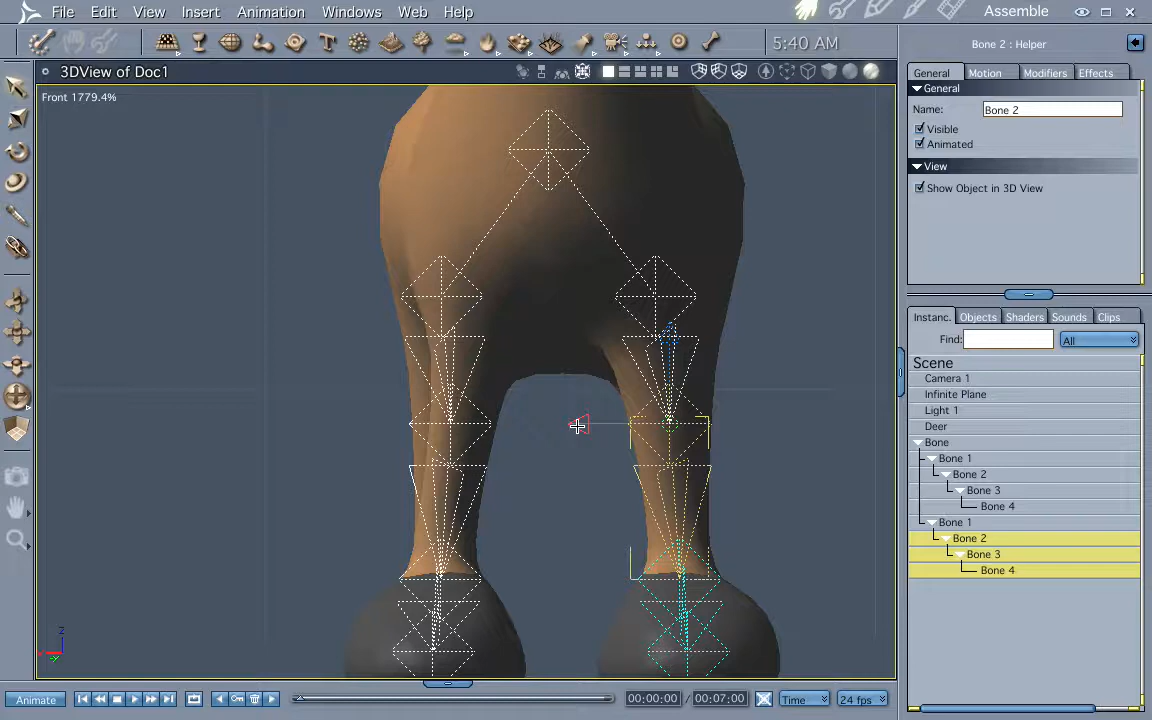 File Edit View Insert Animation Windows Web Help
Assemble
5:40 AM
Bone 2 : Helper
3DView of Doc1
General Motion Modifiers Effects
General
Front 1779.4%
Name: Bone 2
Visible
Animated
View
Show Object in 3D View
Instanc. Objects Shaders Sounds Clips
Find: All
Scene
Camera 1
Infinite Plane
Light 1
Deer
Bone
Bone 1
Bone 2
Bone 3
Bone 4
Bone 1
Bone 2
Bone 3
Bone 4
Z
Animate 00:00:00 / 00:07:00 Time 24 fps